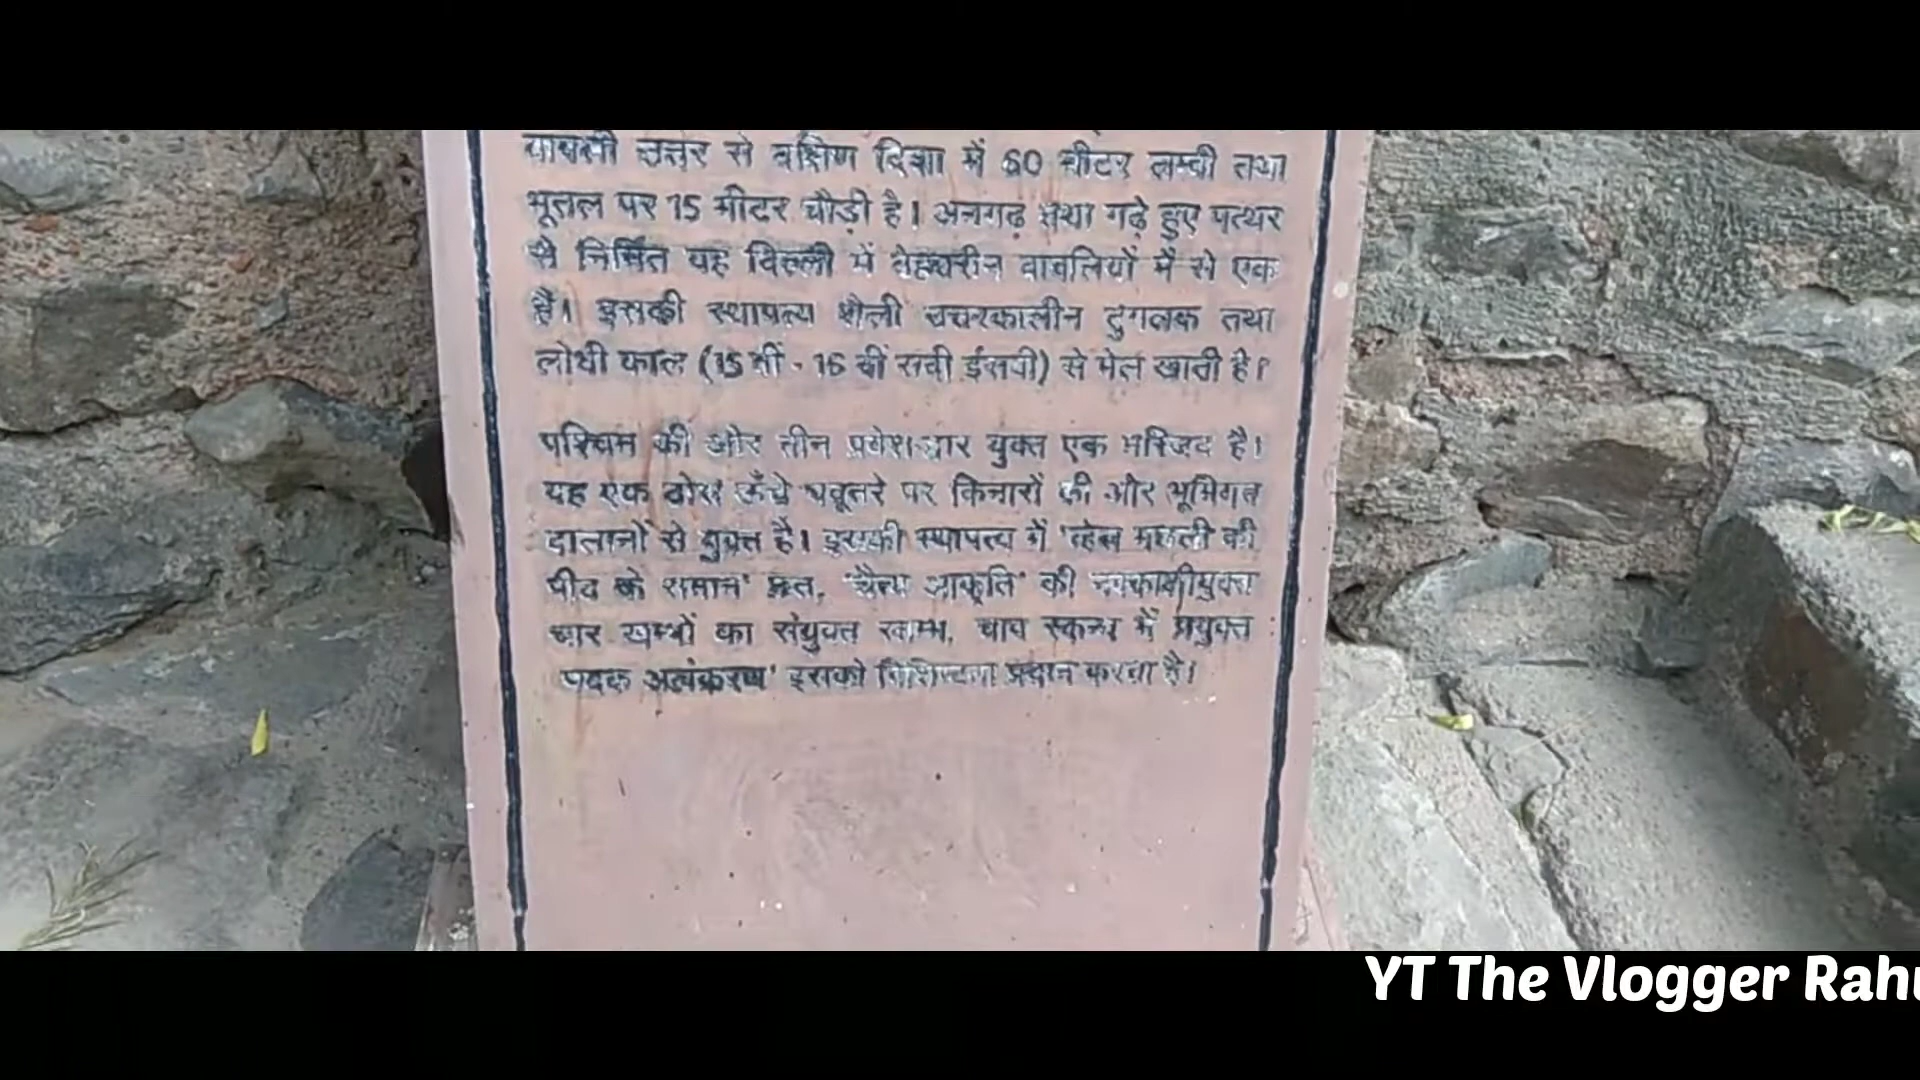 बावली उत्तर से दक्षिण दिशा में 60 मीटर लम्बी तथा
भूतल पर 15 मीटर चौड़ी है। अनगढ़ तथा गढ़े हुए पत्थर
से निर्मित यह दिल्ली में बेहतरीन बावलियों में से एक
है। इसकी स्थापत्य शैली उत्तरकालीन तुगलक तथा
लोधी काल (15 वीं - 16 वीं सदी ईसवी) से मेल खाती है।
पश्चिम की ओर तीन प्रवेशद्वार युक्त एक मस्जिद है।
यह एक ठोस ऊँचे चबूतरे पर किनारों की ओर भूमिगत
दालानों से युक्त है। इसकी स्थापत्य में 'व्हेल मछली की
पीठ के समान' छत, 'चैत्य आकृति' की नक्काशीयुक्त
चार खम्भों का संयुक्त स्तम्भ, चाप स्कन्ध में प्रयुक्त
पदक अलंकरण' इसको विशिष्टता प्रदान करता है।
YT The Vlogger Rahu